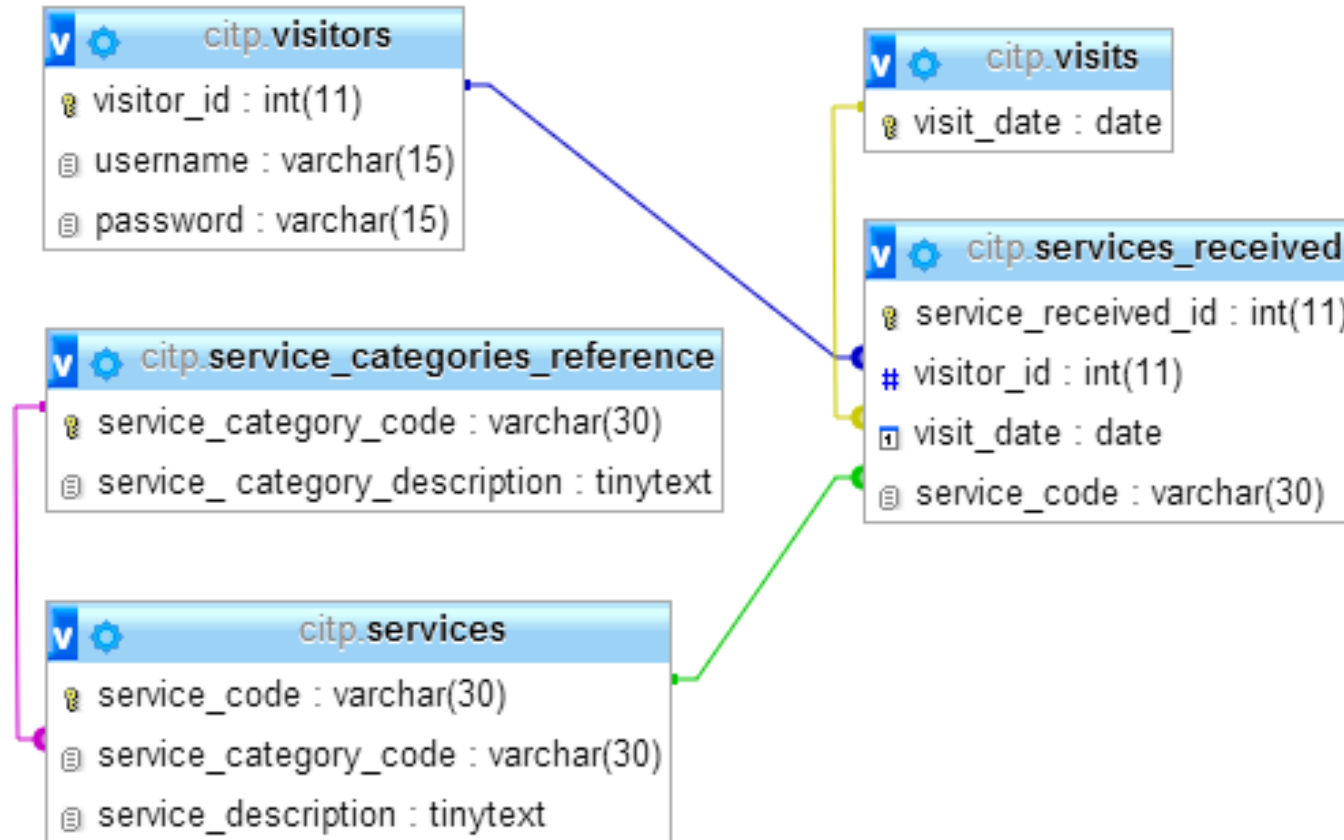 v citp.visitors
visitor_id : int(11)
username : varchar(15)
password : varchar(15)
v citp.visits
visit_date : date
v citp.services_received
# service_received_id : int(11)
visitor_id : int(11)
1 visit_date : date
service_code : varchar(30)
v citp.service_categories_reference
service_category_code : varchar(30)
service_ category_description : tinytext
v citp.services
service_code : varchar(30)
service_category_code : varchar(30)
service_description : tinytext